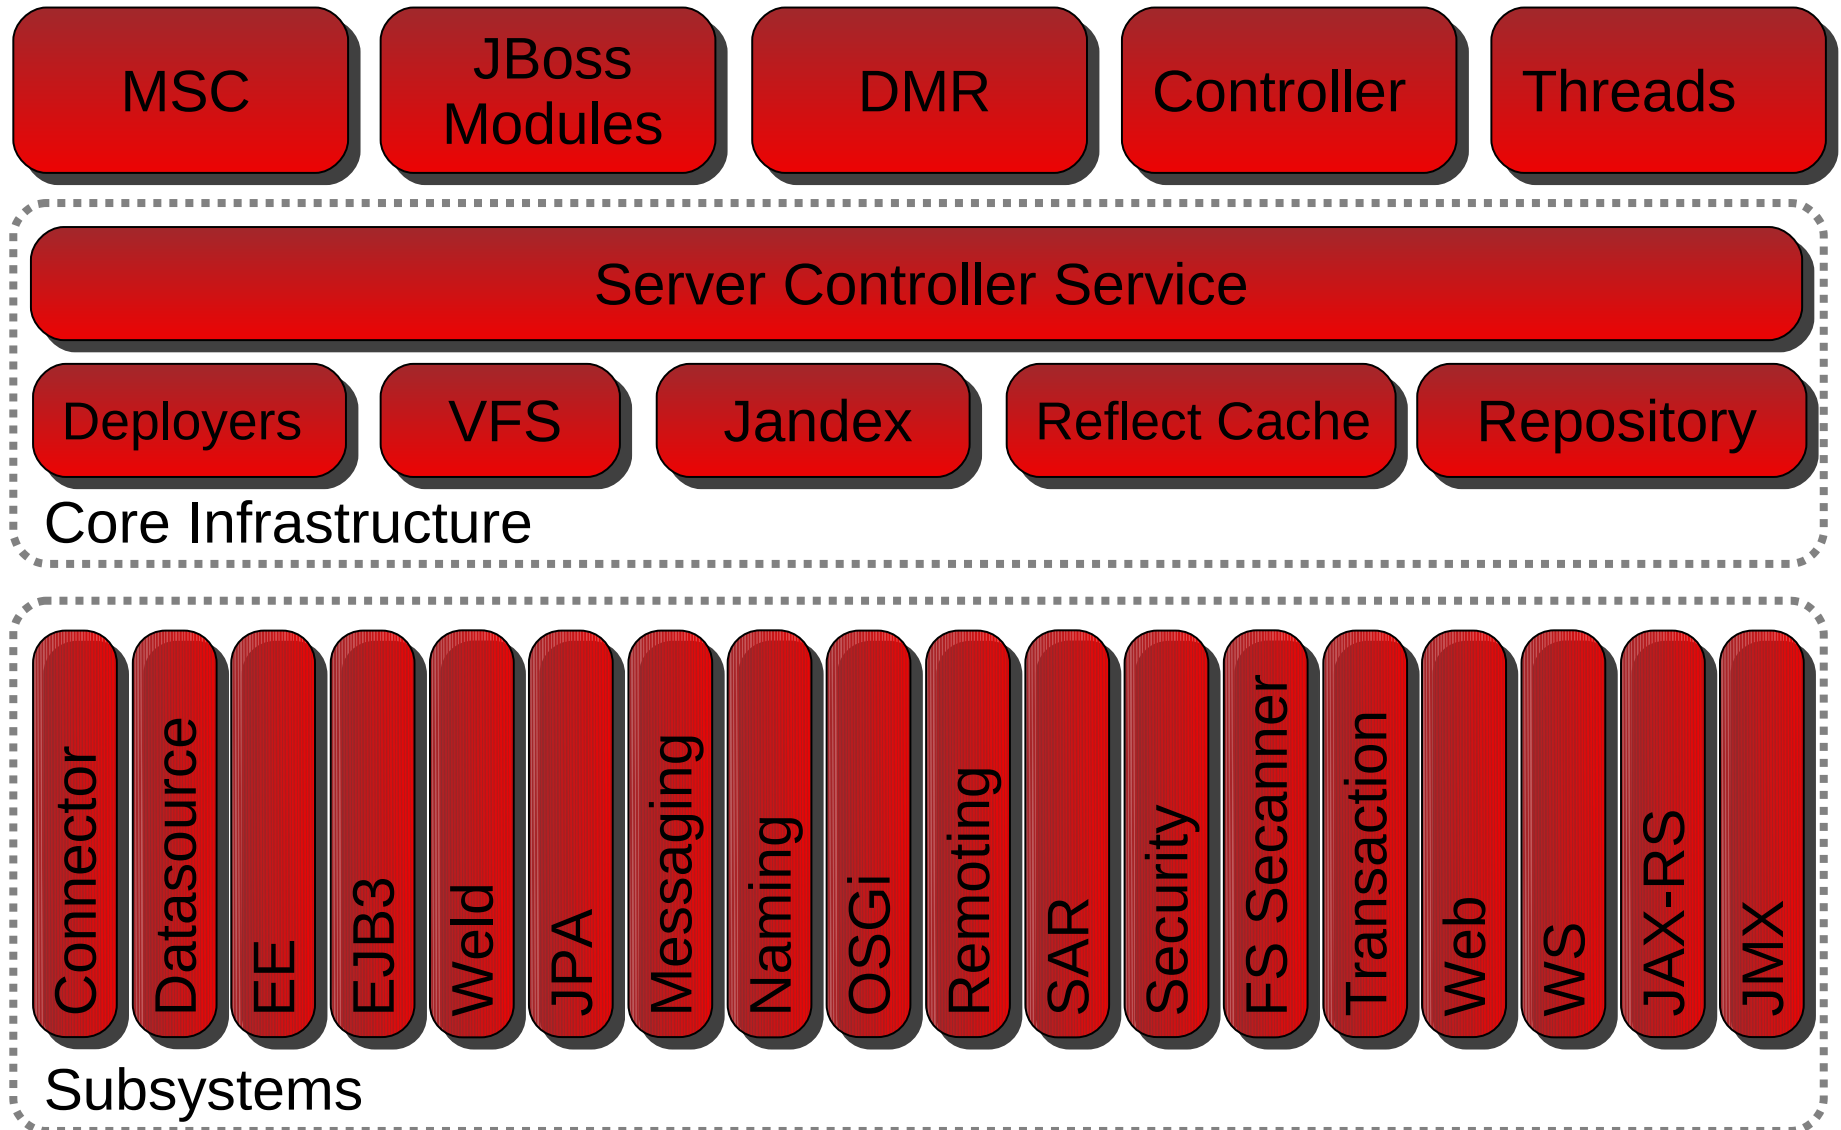 MSC
JBoss
Modules
DMR
Controller
Threads
Server Controller Service
Deployers
VFS
Jandex
Reflect Cache
Repository
Core Infrastructure
Connector
Datasource
EE
EJB3
Weld
JPA
Messaging
Naming
OSGi
Remoting
SAR
Security
FS Secanner
Transaction
Web
WS
JAX-RS
JMX
Subsystems